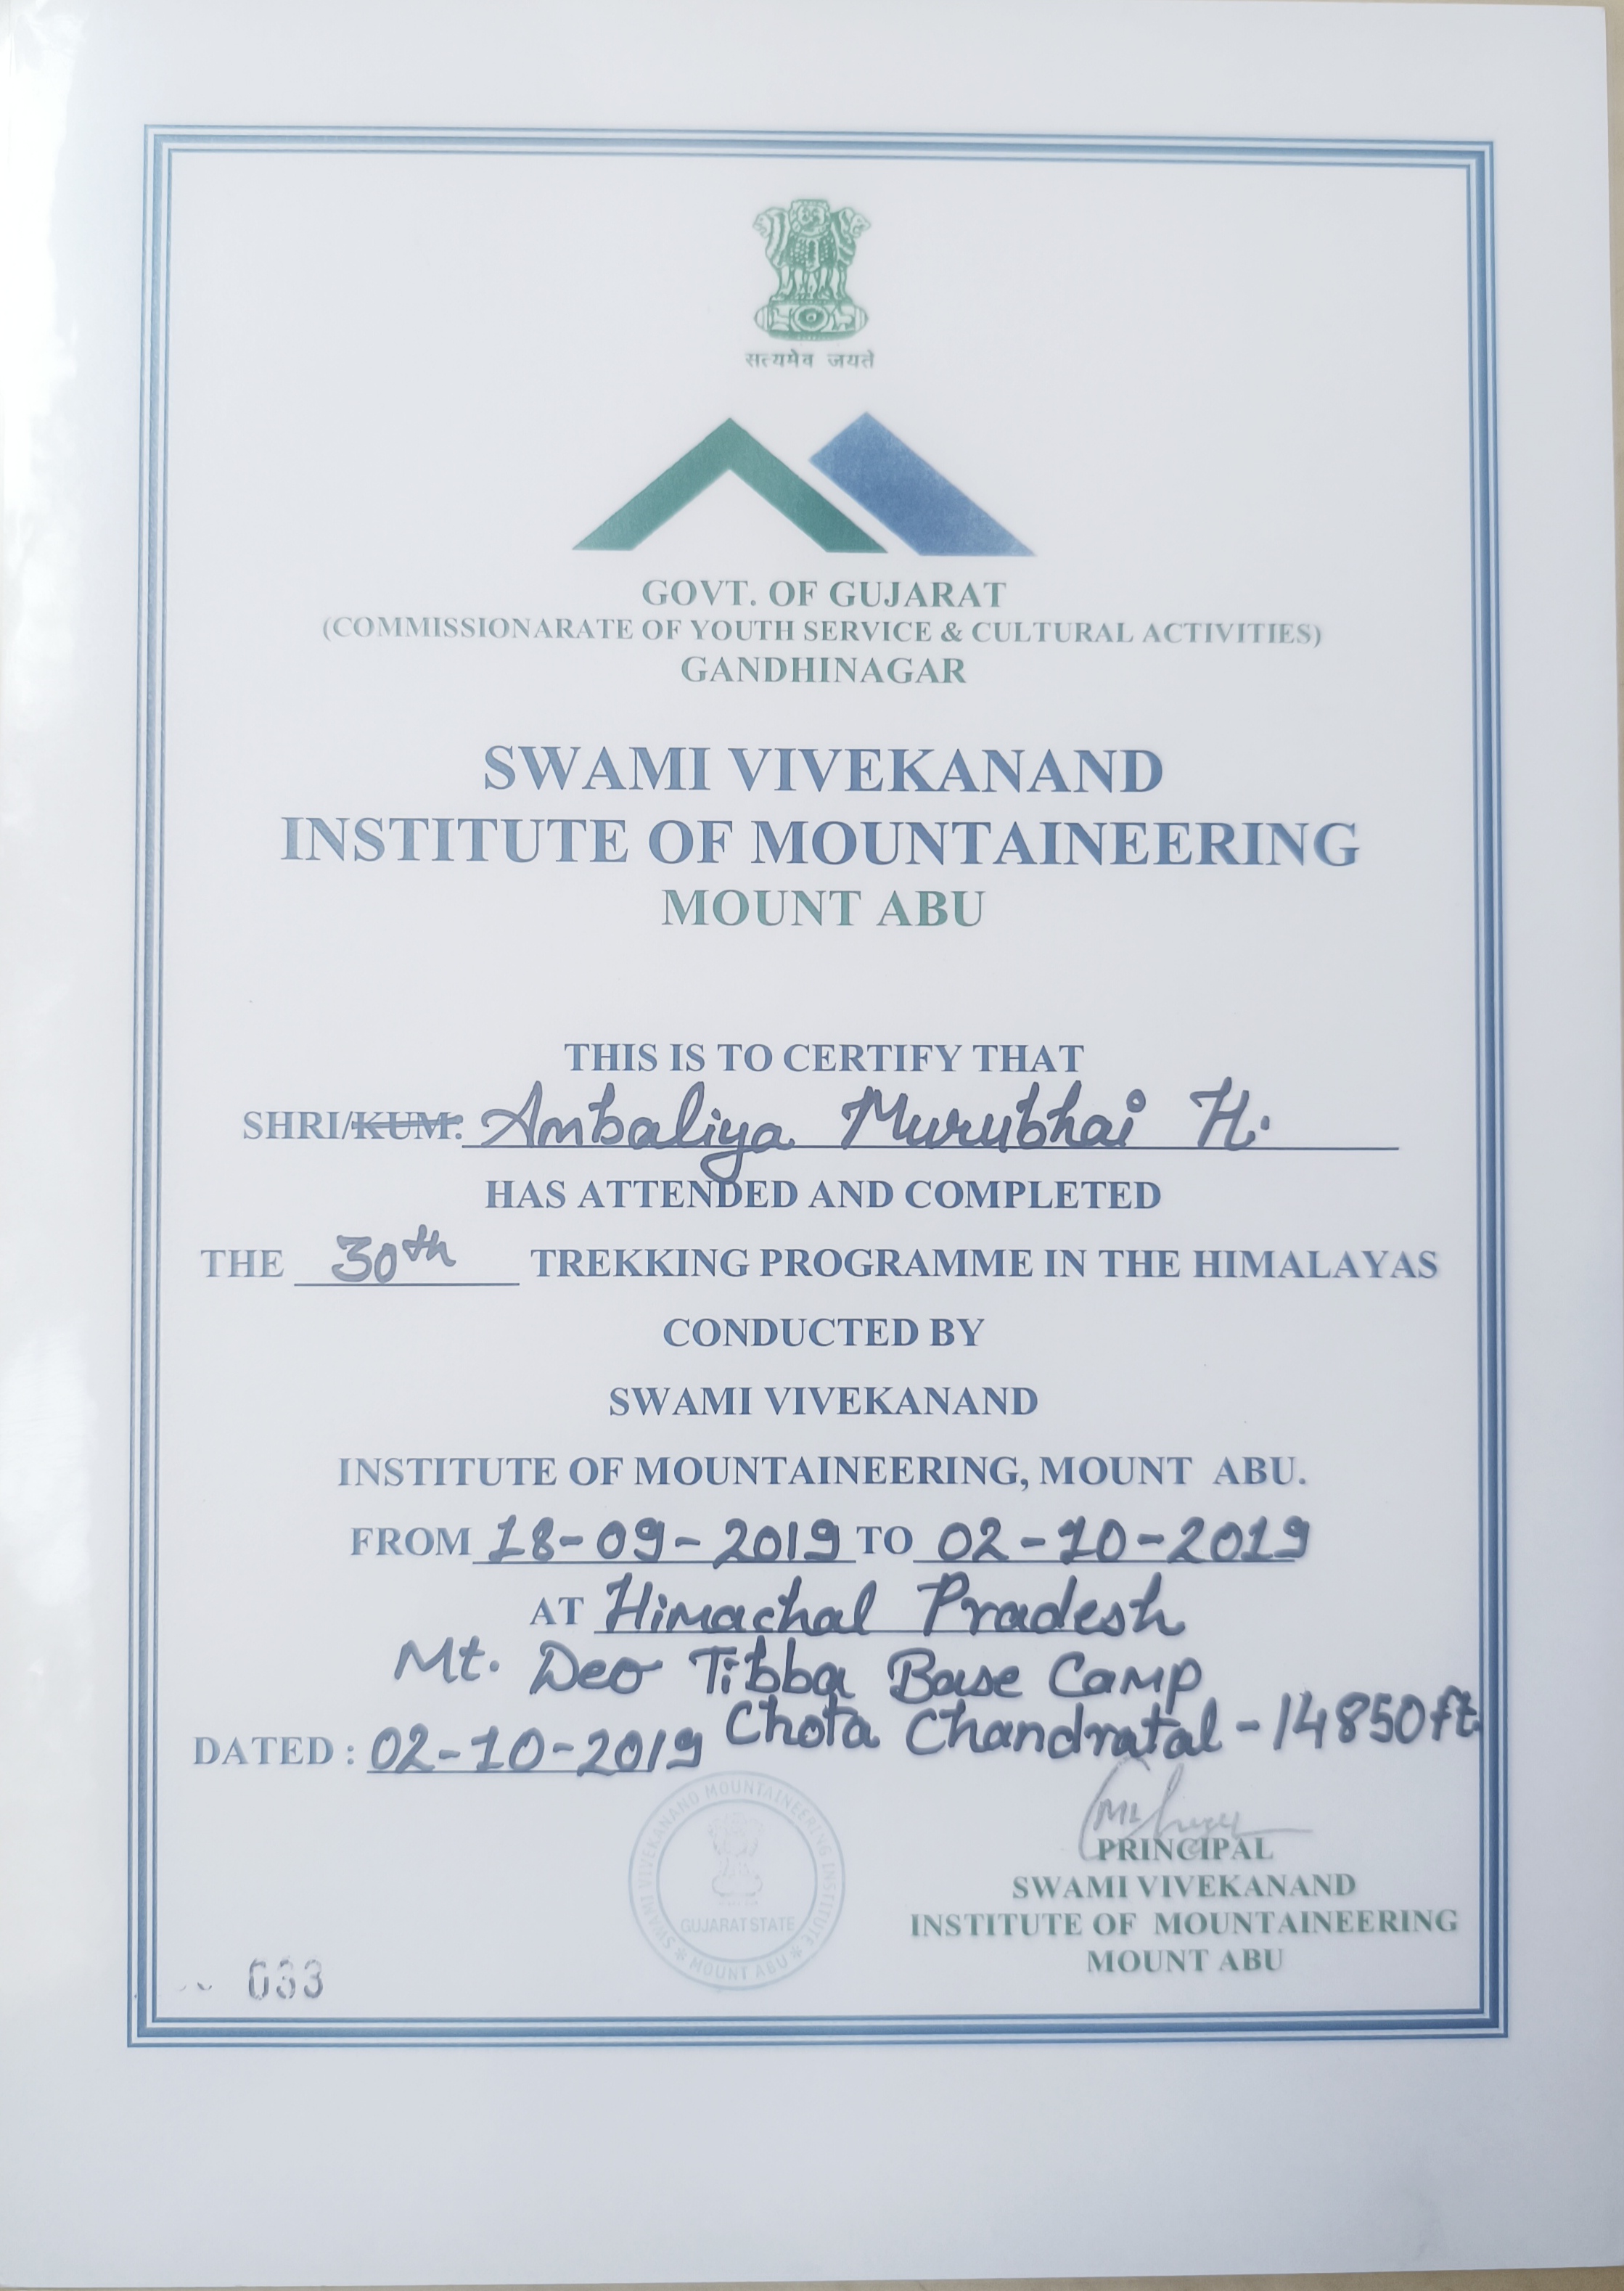 सत्यमेव जयते
GOVT. OF GUJARAT
(COMMISSIONARATE OF YOUTH SERVICE & CULTURAL ACTIVITIES)
GANDHINAGAR
SWAMI VIVEKANAND
INSTITUTE OF MOUNTAINEERING
MOUNT ABU
THIS IS TO CERTIFY THAT
SHRI/KUM. Ambaliya Murubhai H.
HAS ATTENDED AND COMPLETED
THE 30th TREKKING PROGRAMME IN THE HIMALAYAS
CONDUCTED BY
SWAMI VIVEKANAND
INSTITUTE OF MOUNTAINEERING, MOUNT ABU.
FROM 18-09-2019 TO 02-10-2019
AT Himachal Pradesh
Mt. Deo Tibba Base Camp
Chota Chandratal - 14850 ft.
DATED : 02-10-2019
SWAMI VIVEKANAND MOUNTAINEERING INSTITUTE
GUJARAT STATE
* MOUNT ABU *
PRINCIPAL
SWAMI VIVEKANAND
INSTITUTE OF MOUNTAINEERING
MOUNT ABU